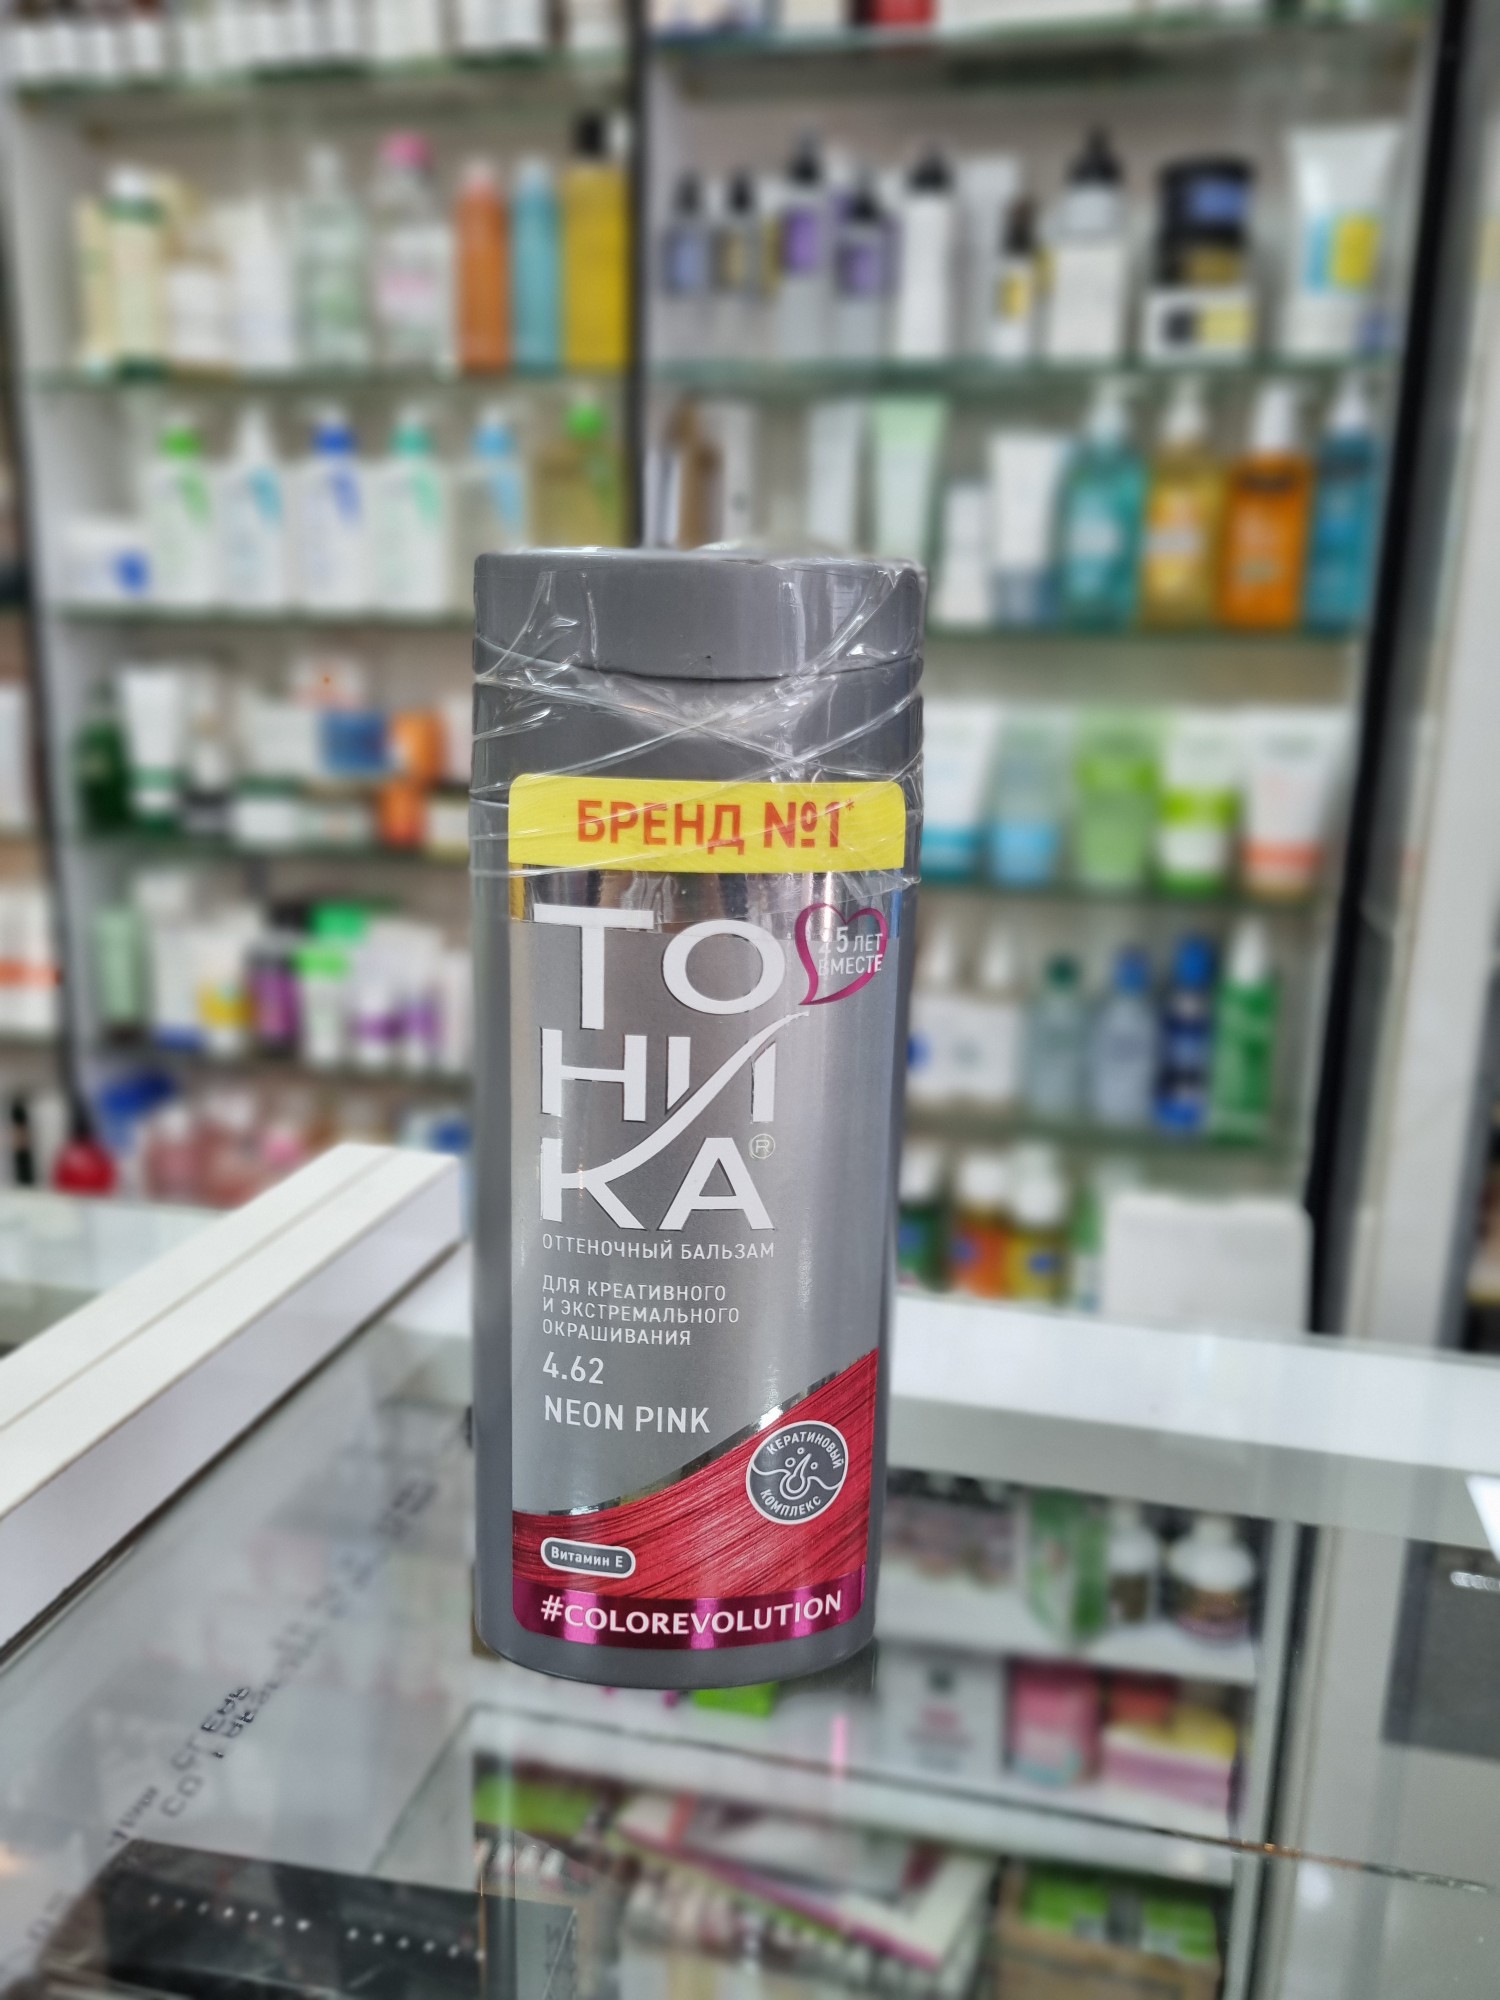 БРЕНД №1*
ТО
25 ЛЕТ
ВМЕСТЕ
НИ
КА®
ОТТЕНОЧНЫЙ БАЛЬЗАМ
ДЛЯ КРЕАТИВНОГО
И ЭКСТРЕМАЛЬНОГО
ОКРАШИВАНИЯ
4.62
NEON PINK
КЕРАТИНОВЫЙ
КОМПЛЕКС
Витамин Е
#COLOREVOLUTION